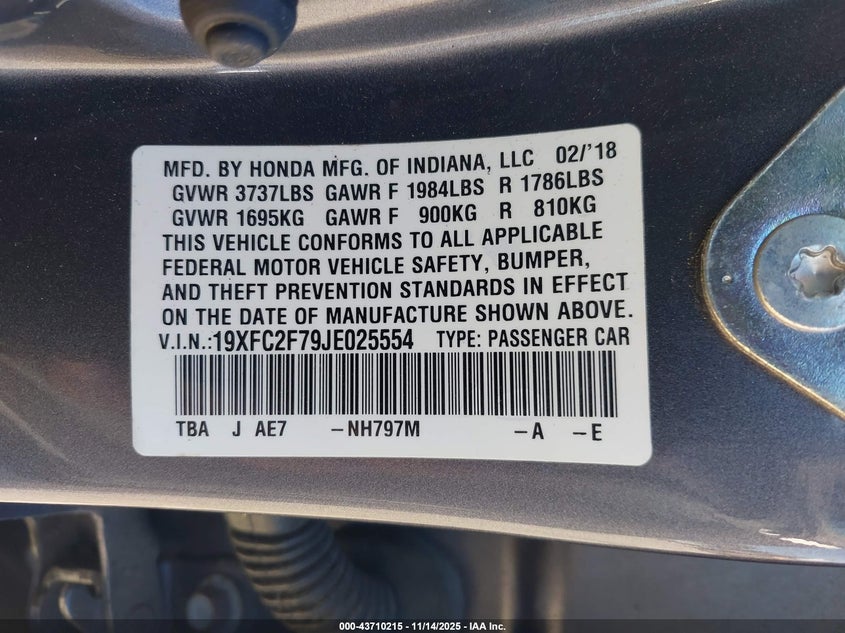 MFD. BY HONDA MFG. OF INDIANA, LLC 02/'18
GVWR 3737LBS GAWR F 1984LBS R 1786LBS
GVWR 1695KG GAWR F 900KG R 810KG
THIS VEHICLE CONFORMS TO ALL APPLICABLE
FEDERAL MOTOR VEHICLE SAFETY, BUMPER,
AND THEFT PREVENTION STANDARDS IN EFFECT
ON THE DATE OF MANUFACTURE SHOWN ABOVE.
V.I.N.:19XFC2F79JE025554 TYPE: PASSENGER CAR
TBA J AE7 -NH797M -A -E
000-43710215 - 11/14/2025 - IAA Inc.